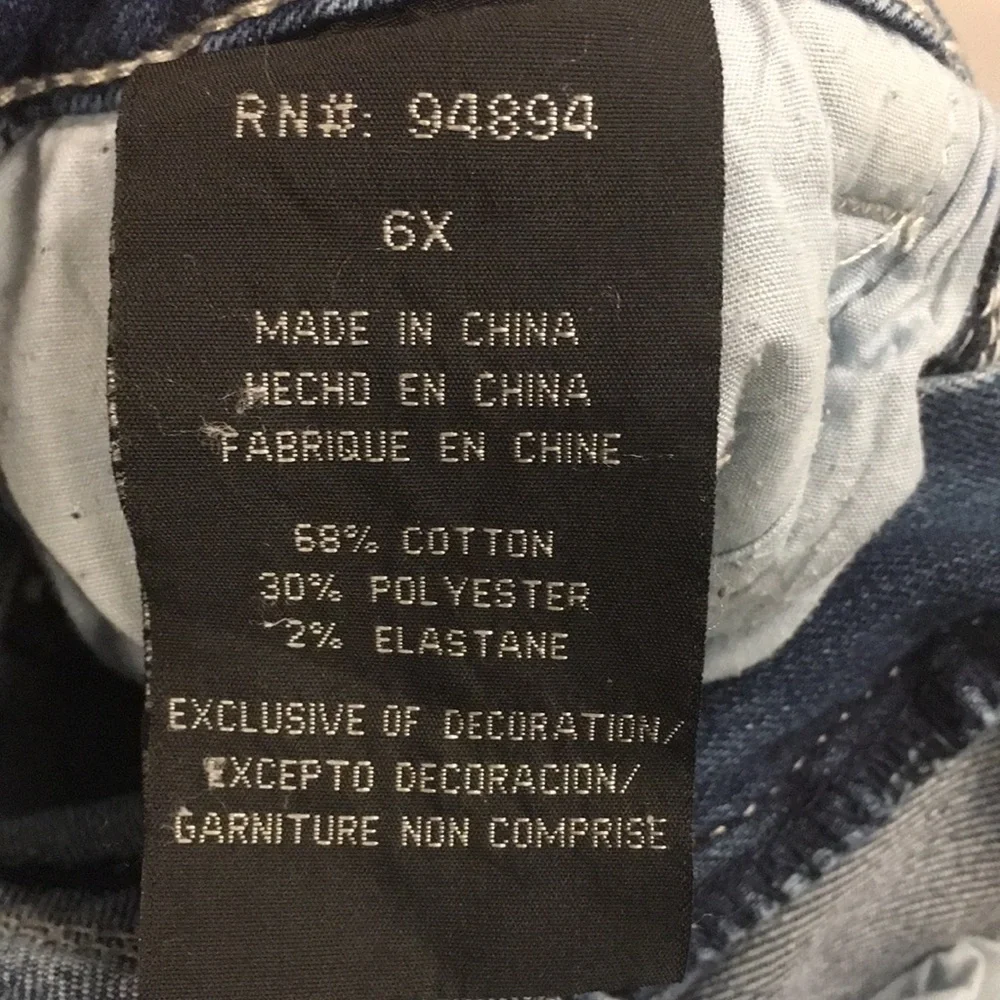 RN#: 94894
6X
MADE IN CHINA
HECHO EN CHINA
FABRIQUE EN CHINE
68% COTTON
30% POLYESTER
2% ELASTANE
EXCLUSIVE OF DECORATION/
EXCEPTO DECORACION/
GARNITURE NON COMPRISE